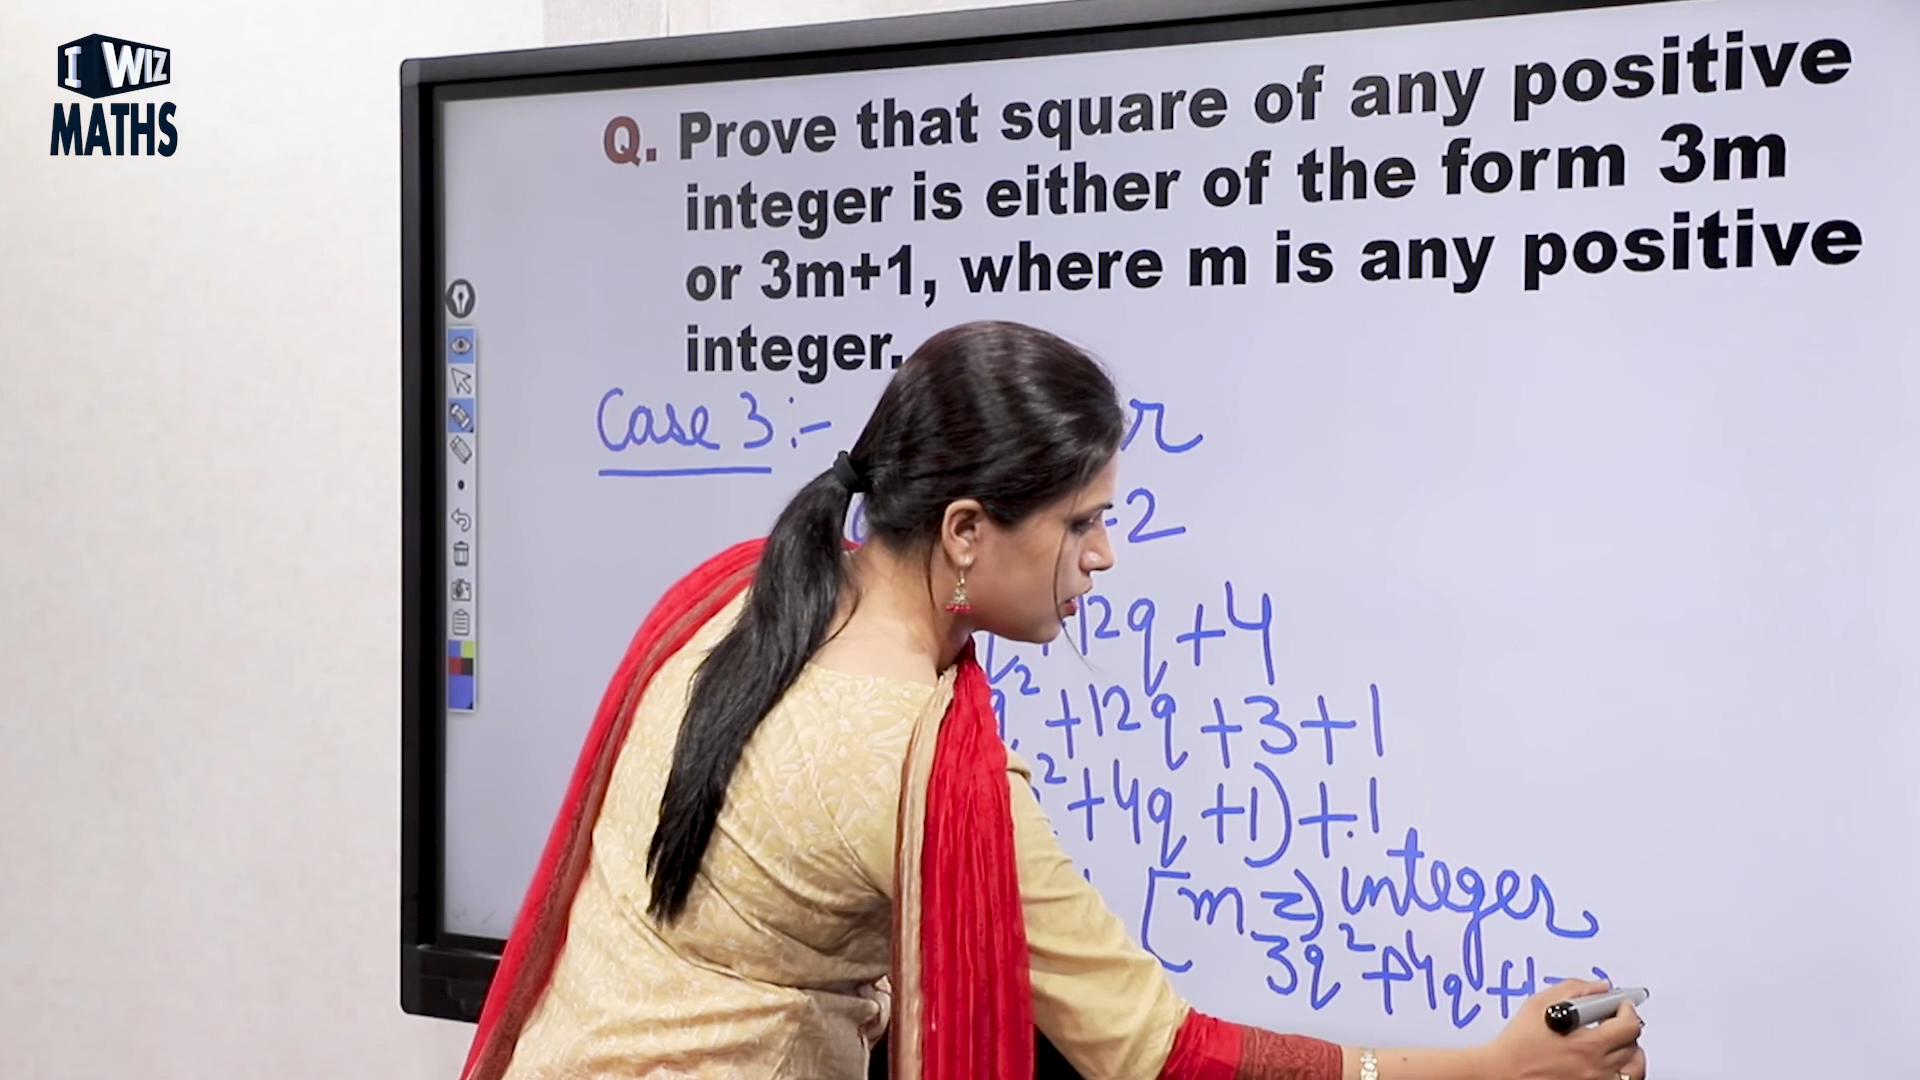 I WIZ
MATHS
Q. Prove that square of any positive
integer is either of the form 3m
or 3m+1, where m is any positive
integer.
Case 3:- r
-2
+12q+4
q²+12q+3+1
²+4q+1)+1
[m => integer
3q²+4q+1